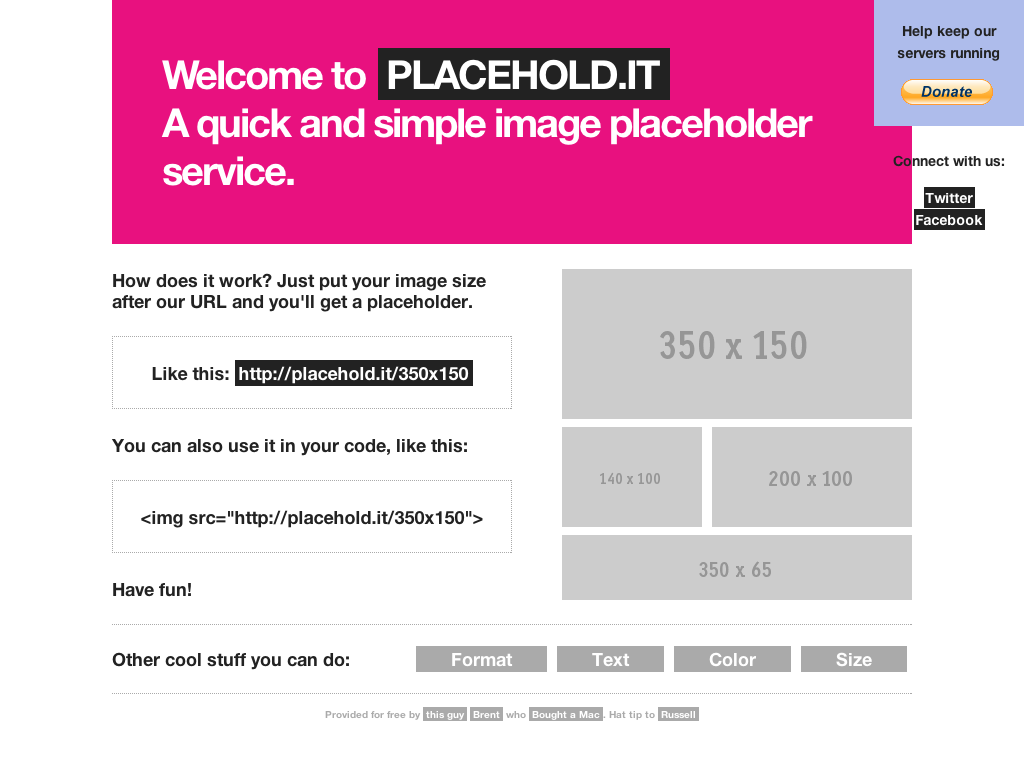 Welcome to PLACEHOLD.IT
A quick and simple image placeholder
service.
Help keep our
servers running
Donate
Connect with us:
Twitter
Facebook
How does it work? Just put your image size
after our URL and you'll get a placeholder.
Like this: http://placehold.it/350x150
You can also use it in your code, like this:
<img src="http://placehold.it/350x150">
Have fun!
350 x 150
140 x 100
200 x 100
350 x 65
Other cool stuff you can do:
Format
Text
Color
Size
Provided for free by this guy Brent who Bought a Mac. Hat tip to Russell